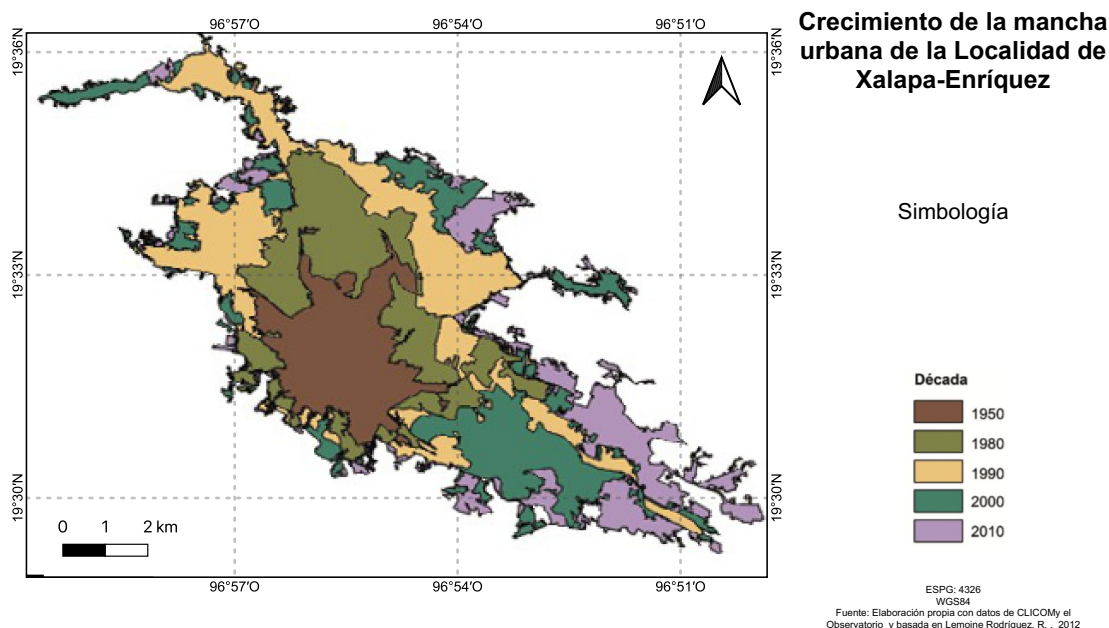 Crecimiento de la mancha
urbana de la Localidad de
Xalapa-Enríquez
96°57'O 96°54'O 96°51'O
19°36'N 19°36'N
19°33'N 19°33'N
19°30'N 19°30'N
0 1 2 km
96°57'O 96°54'O 96°51'O
Simbología
Década
1950
1980
1990
2000
2010
ESPG: 4326
WGS84
Fuente: Elaboración propia con datos de CLICOMy el
Observatorio y basada en Lemoine Rodríguez, R. , 2012